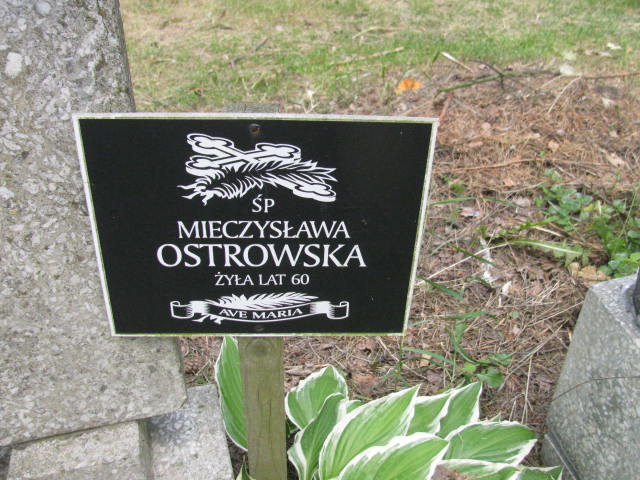 ŚP
MIECZYSŁAWA
OSTROWSKA
ŻYŁA LAT 60
AVE MARIA